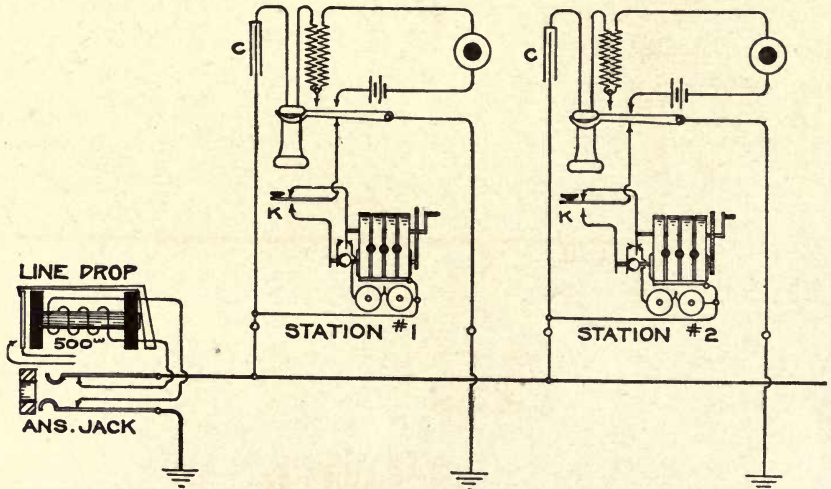 C
C
K
K
LINE DROP
500ω
STATION #1
STATION #2
ANS. JACK